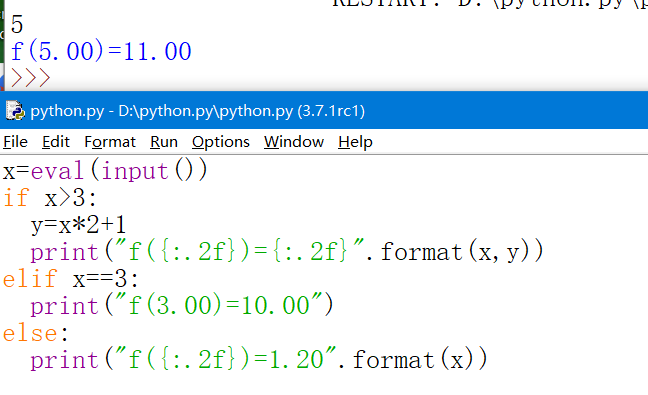 RESTART: D:\python.py\p
5
f(5.00)=11.00
>>>
python.py - D:\python.py\python.py (3.7.1rc1)
File Edit Format Run Options Window Help
x=eval(input())
if x>3:
  y=x*2+1
  print("f({:.2f})={:.2f}".format(x,y))
elif x==3:
  print("f(3.00)=10.00")
else:
  print("f({:.2f})=1.20".format(x))